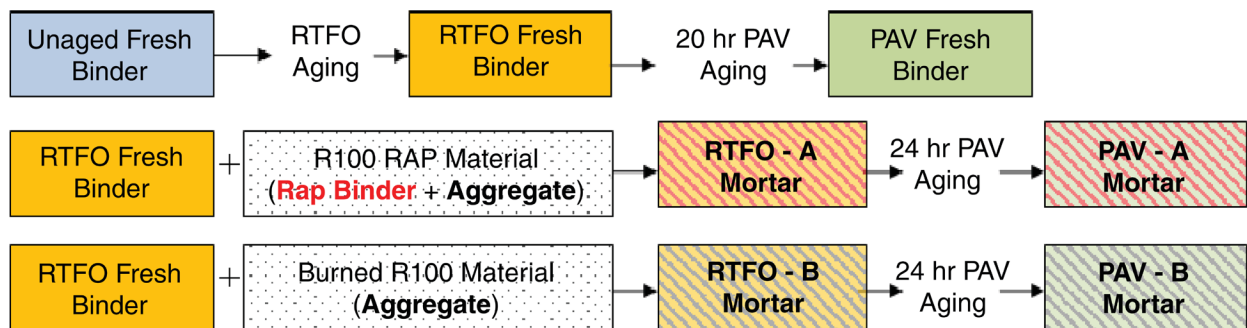 Unaged Fresh
Binder
RTFO
Aging
RTFO Fresh
Binder
20 hr PAV
Aging
PAV Fresh
Binder
RTFO Fresh
Binder
+
R100 RAP Material
(Rap Binder + Aggregate)
RTFO - A
Mortar
24 hr PAV
Aging
PAV - A
Mortar
RTFO Fresh
Binder
+
Burned R100 Material
(Aggregate)
RTFO - B
Mortar
24 hr PAV
Aging
PAV - B
Mortar